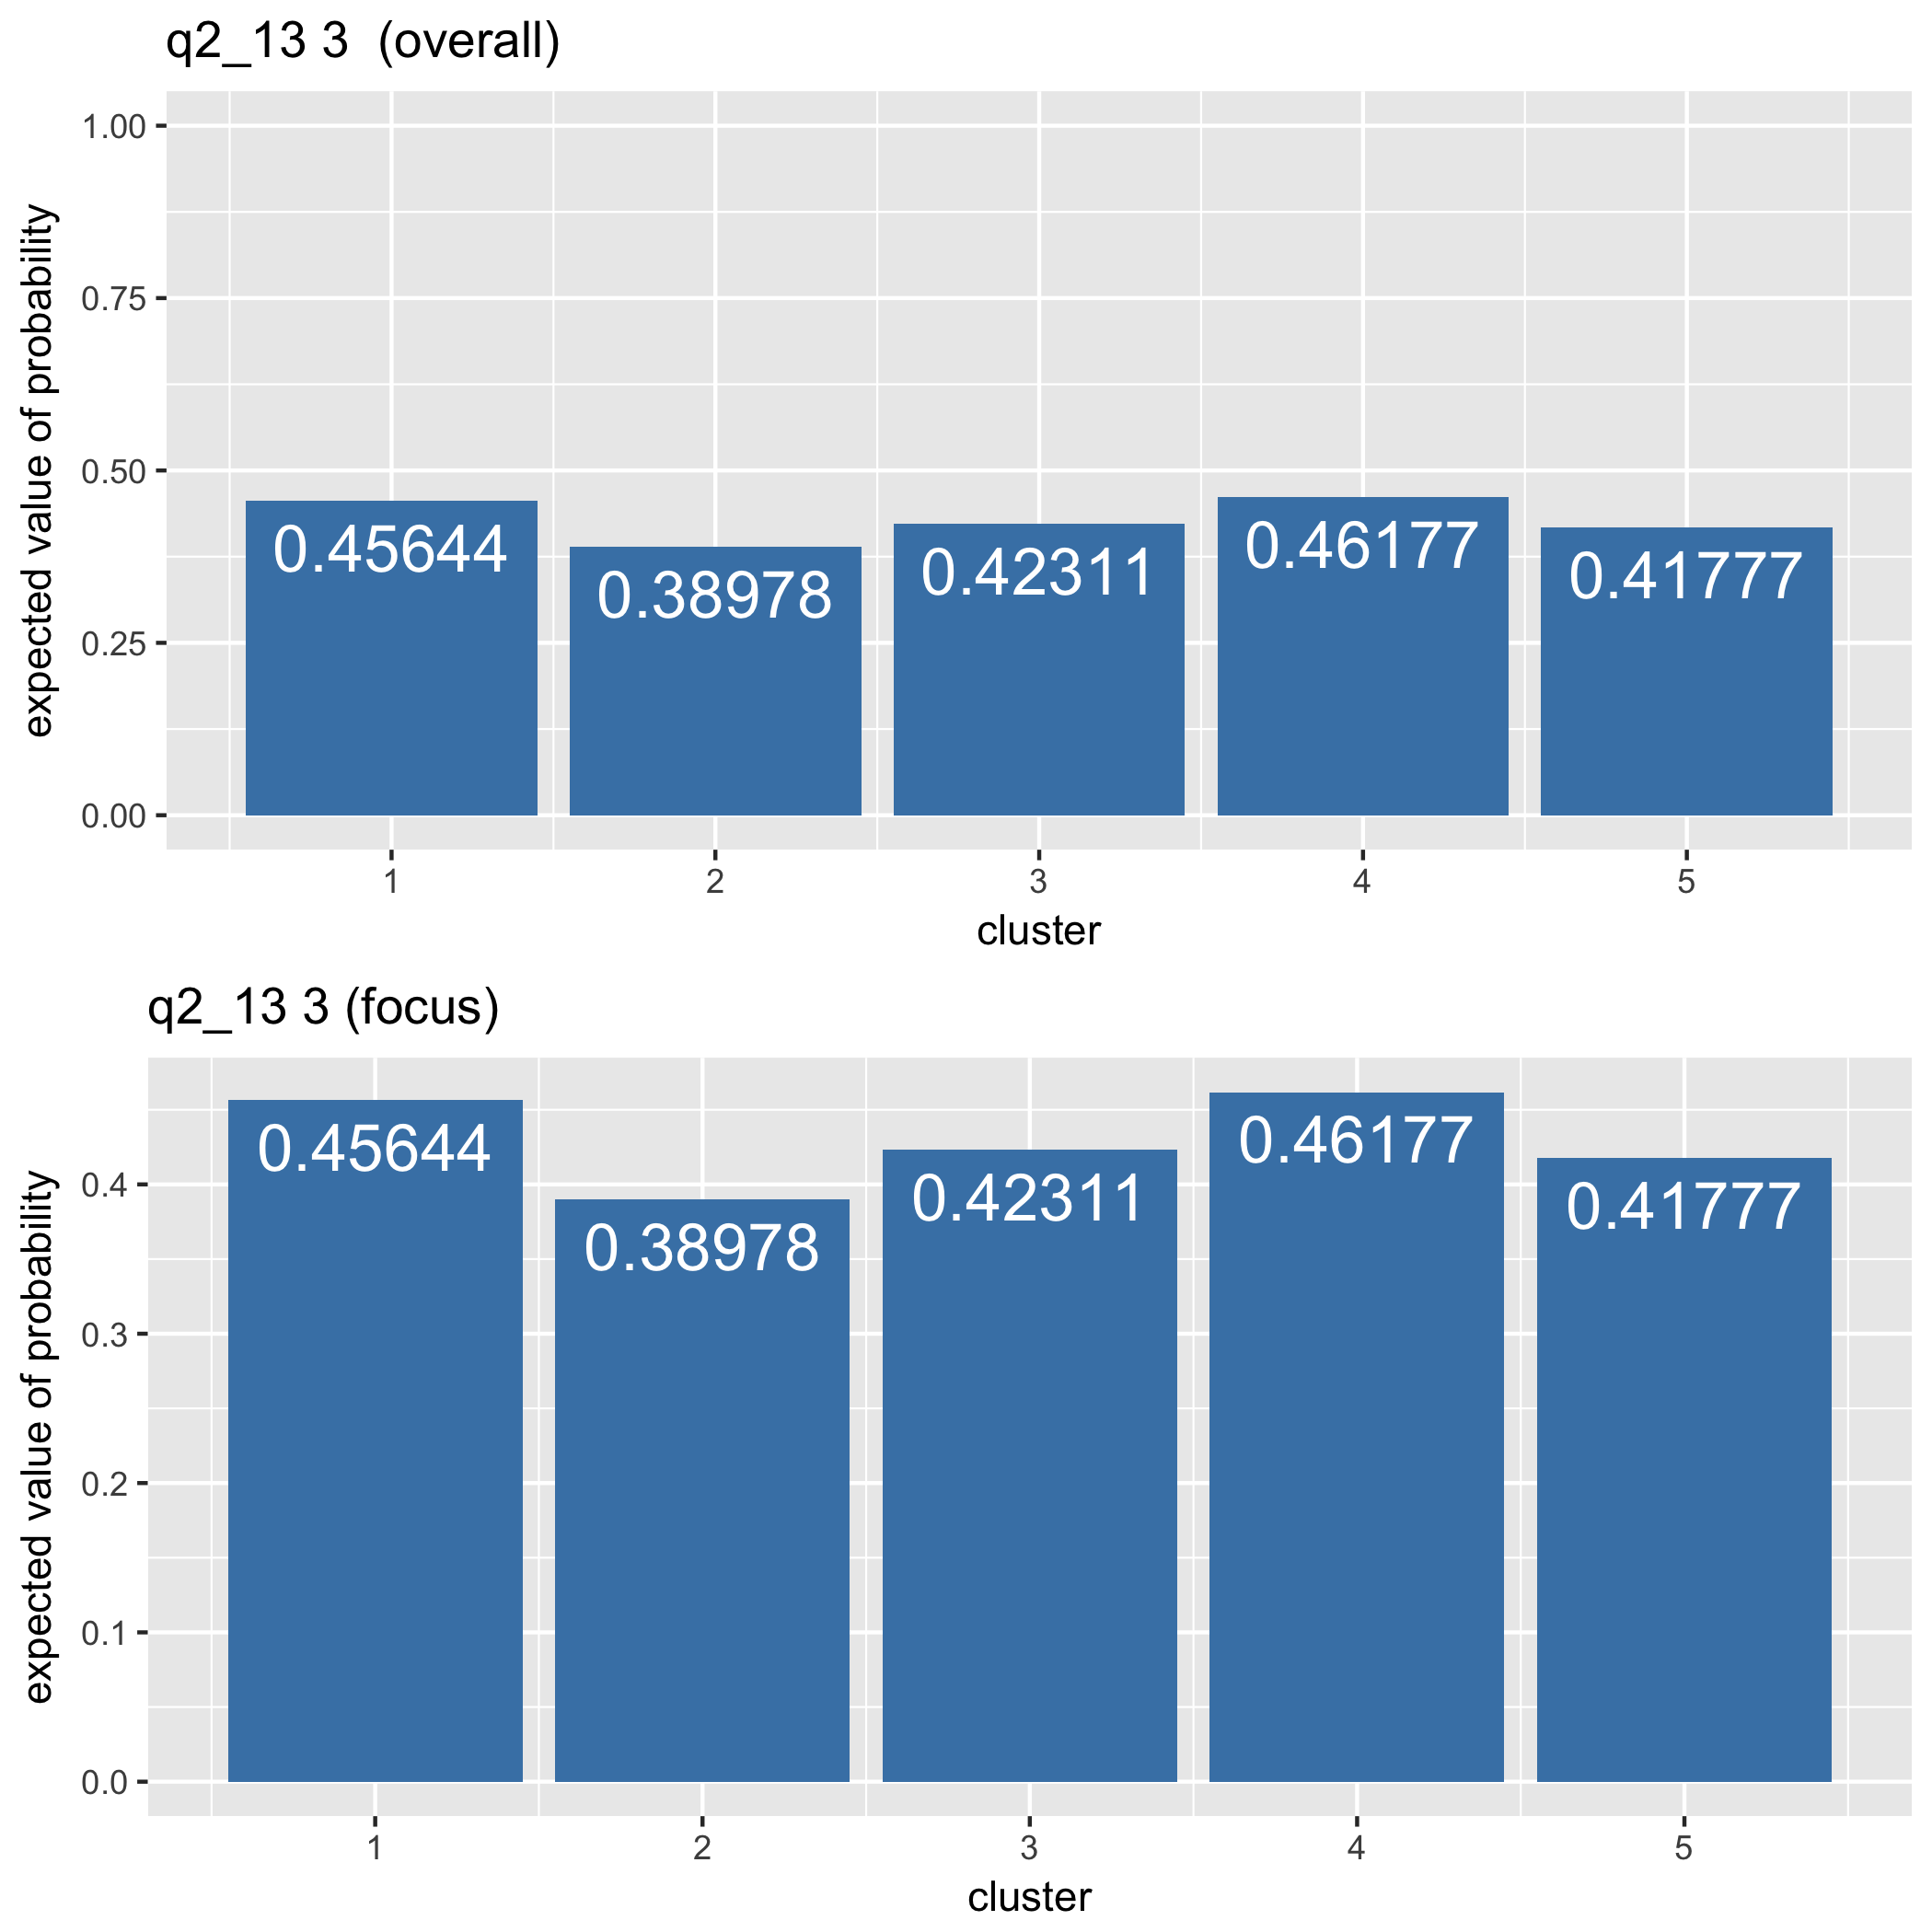 q2_13 3  (overall)
expected value of probability
1.00
0.75
0.50
0.25
0.00
0.45644
0.38978
0.42311
0.46177
0.41777
1 2 3 4 5
cluster
q2_13 3 (focus)
expected value of probability
0.4
0.3
0.2
0.1
0.0
0.45644
0.38978
0.42311
0.46177
0.41777
1 2 3 4 5
cluster